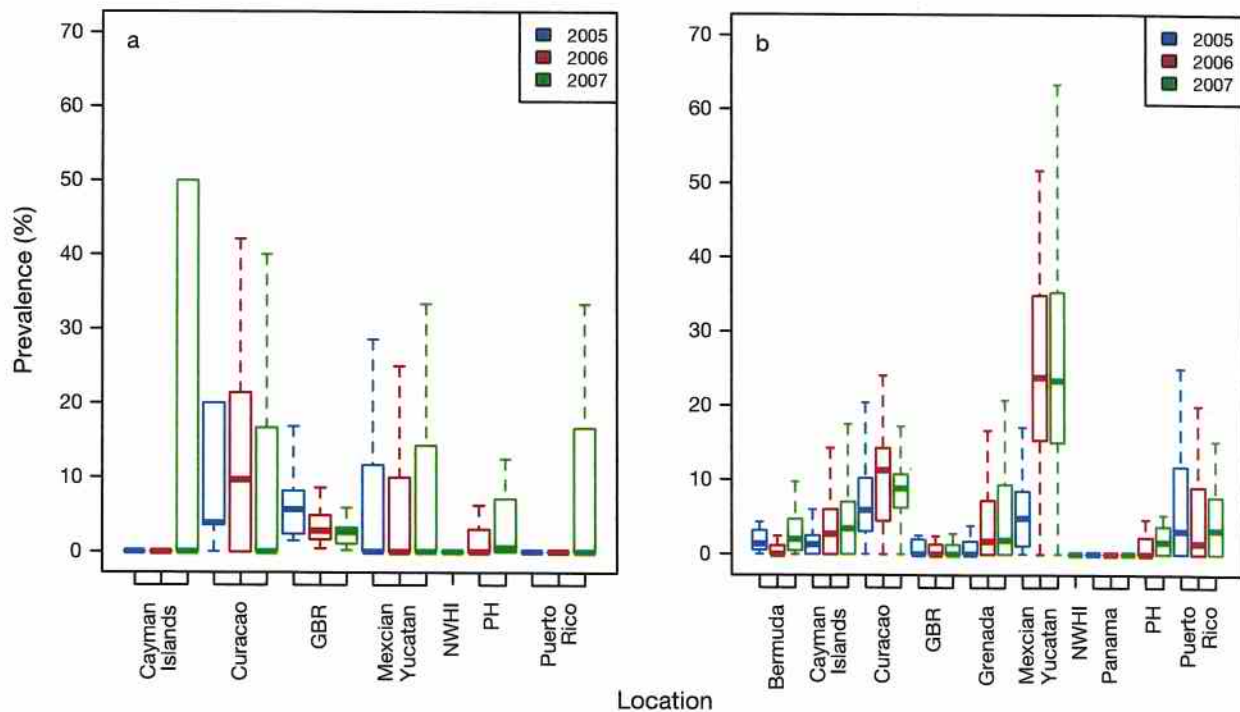 a
2005
2006
2007
70
60
50
40
30
20
10
0
Prevalence (%)
Cayman
Islands
Curacao
GBR
Mexcian
Yucatan
NWHI
PH
Puerto
Rico
b
2005
2006
2007
70
60
50
40
30
20
10
0
Bermuda
Cayman
Islands
Curacao
GBR
Grenada
Mexcian
Yucatan
NWHI
Panama
PH
Puerto
Rico
Location